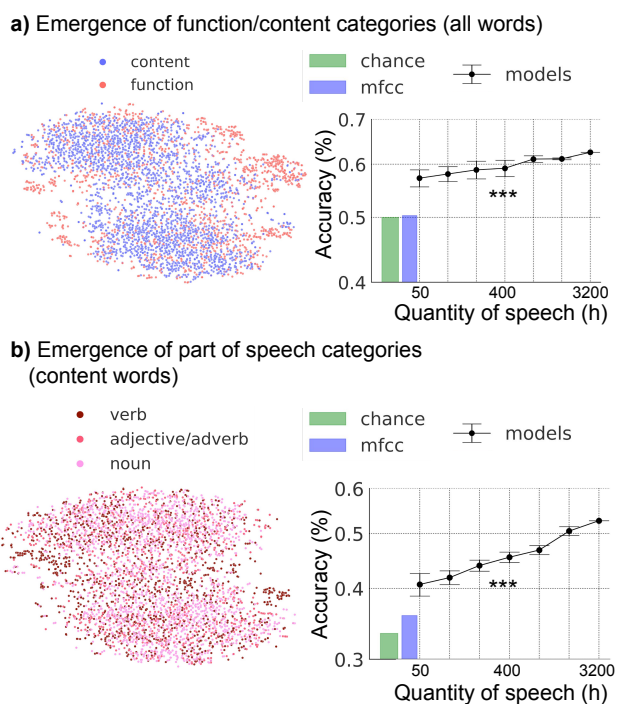 a) Emergence of function/content categories (all words)
content
function
chance
mfcc
models
Accuracy (%)
0.7
0.6
0.5
0.4
***
50
400
3200
Quantity of speech (h)
b) Emergence of part of speech categories
(content words)
verb
adjective/adverb
noun
chance
mfcc
models
Accuracy (%)
0.6
0.5
0.4
0.3
***
50
400
3200
Quantity of speech (h)